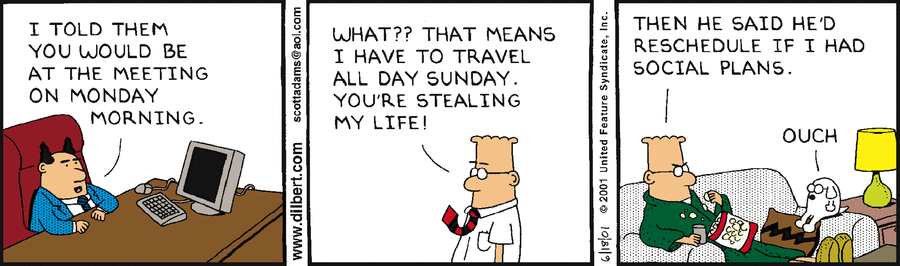 I TOLD THEM
YOU WOULD BE
AT THE MEETING
ON MONDAY
MORNING.
www.dilbert.com scottadams@aol.com
WHAT?? THAT MEANS
I HAVE TO TRAVEL
ALL DAY SUNDAY.
YOU'RE STEALING
MY LIFE!
6/18/01 © 2001 United Feature Syndicate, Inc.
THEN HE SAID HE'D
RESCHEDULE IF I HAD
SOCIAL PLANS.
OUCH